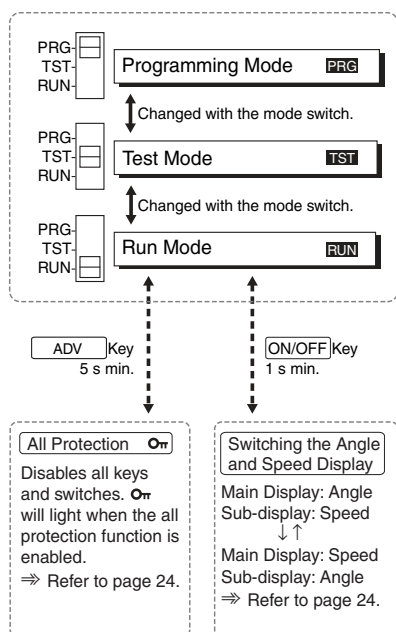 PRG
TST
RUN
Programming Mode PRG
Changed with the mode switch.
PRG
TST
RUN
Test Mode TST
Changed with the mode switch.
PRG
TST
RUN
Run Mode RUN
ADV Key
5 s min.
ON/OFF Key
1 s min.
All Protection
Disables all keys
and switches.
will light when the all
protection function is
enabled.
⇒ Refer to page 24.
Switching the Angle
and Speed Display
Main Display: Angle
Sub-display: Speed
↓↑
Main Display: Speed
Sub-display: Angle
⇒ Refer to page 24.